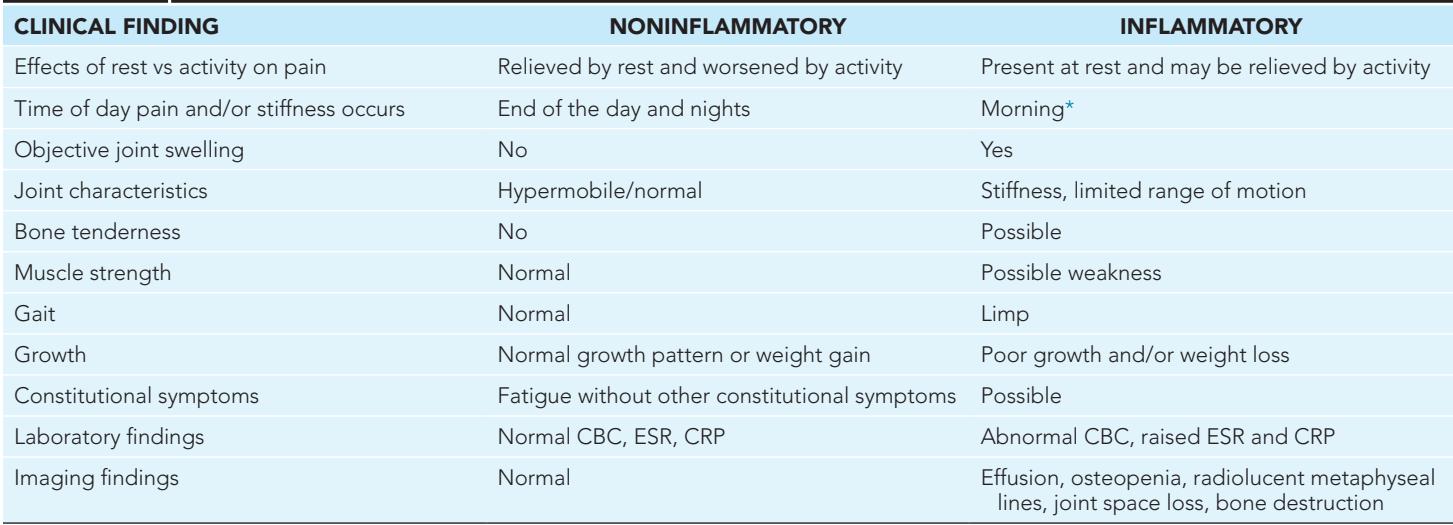 CLINICAL FINDING NONINFLAMMATORY INFLAMMATORY
Effects of rest vs activity on pain Relieved by rest and worsened by activity Present at rest and may be relieved by activity
Time of day pain and/or stiffness occurs End of the day and nights Morning*
Objective joint swelling No Yes
Joint characteristics Hypermobile/normal Stiffness, limited range of motion
Bone tenderness No Possible
Muscle strength Normal Possible weakness
Gait Normal Limp
Growth Normal growth pattern or weight gain Poor growth and/or weight loss
Constitutional symptoms Fatigue without other constitutional symptoms Possible
Laboratory findings Normal CBC, ESR, CRP Abnormal CBC, raised ESR and CRP
Imaging findings Normal Effusion, osteopenia, radiolucent metaphyseal
lines, joint space loss, bone destruction